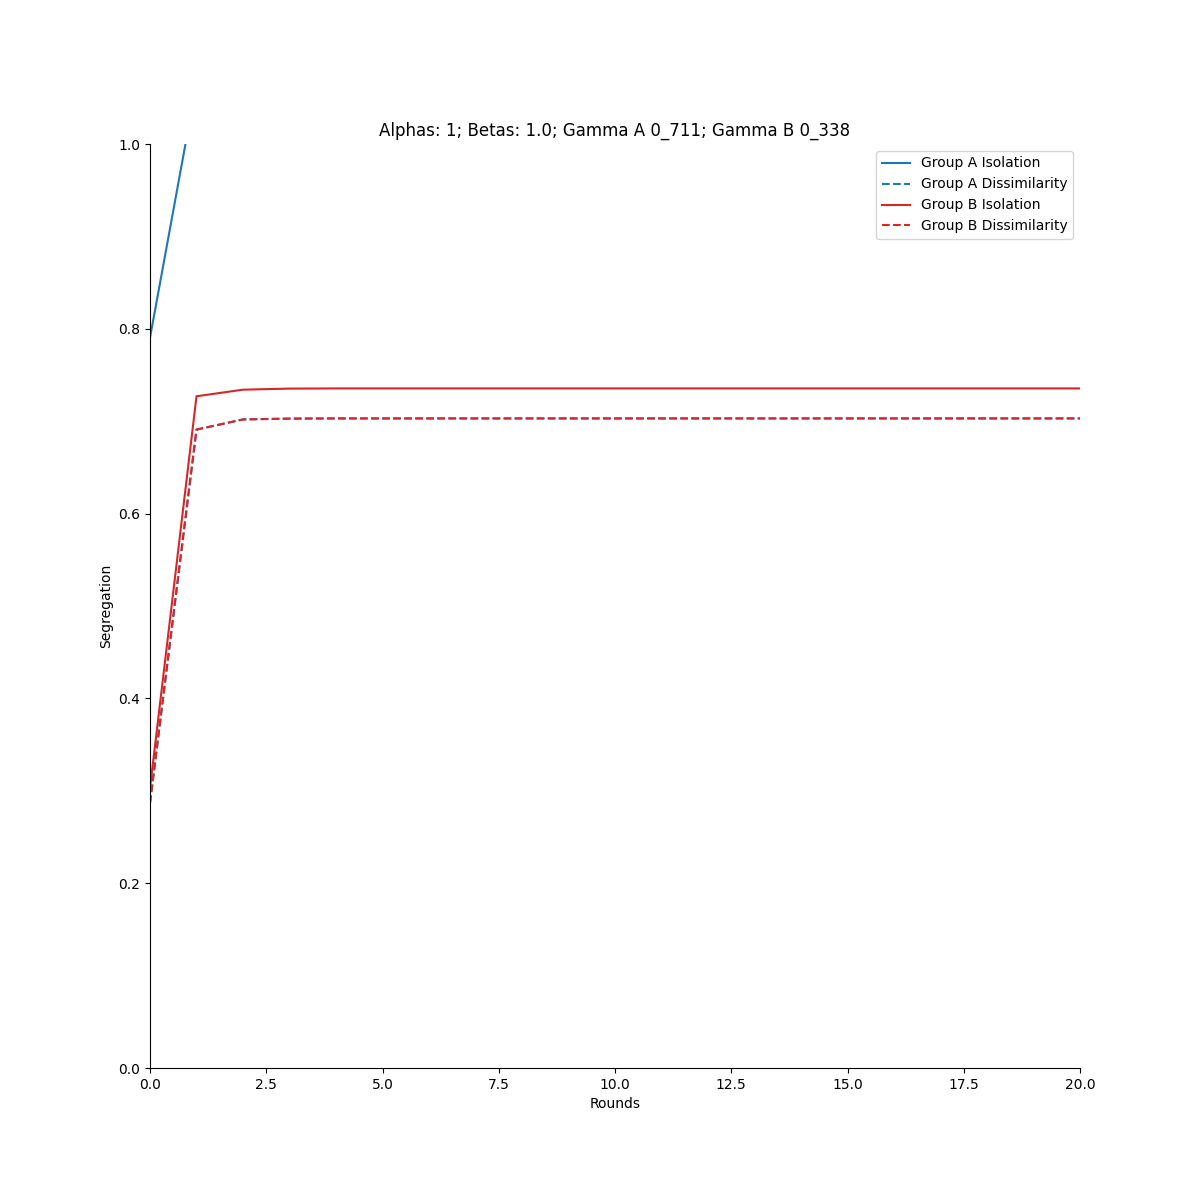 Alphas: 1; Betas: 1.0; Gamma A 0_711; Gamma B 0_338
Group A Isolation
Group A Dissimilarity
Group B Isolation
Group B Dissimilarity
1.0
0.8
0.6
0.4
0.2
0.0
Segregation
0.0 2.5 5.0 7.5 10.0 12.5 15.0 17.5 20.0
Rounds